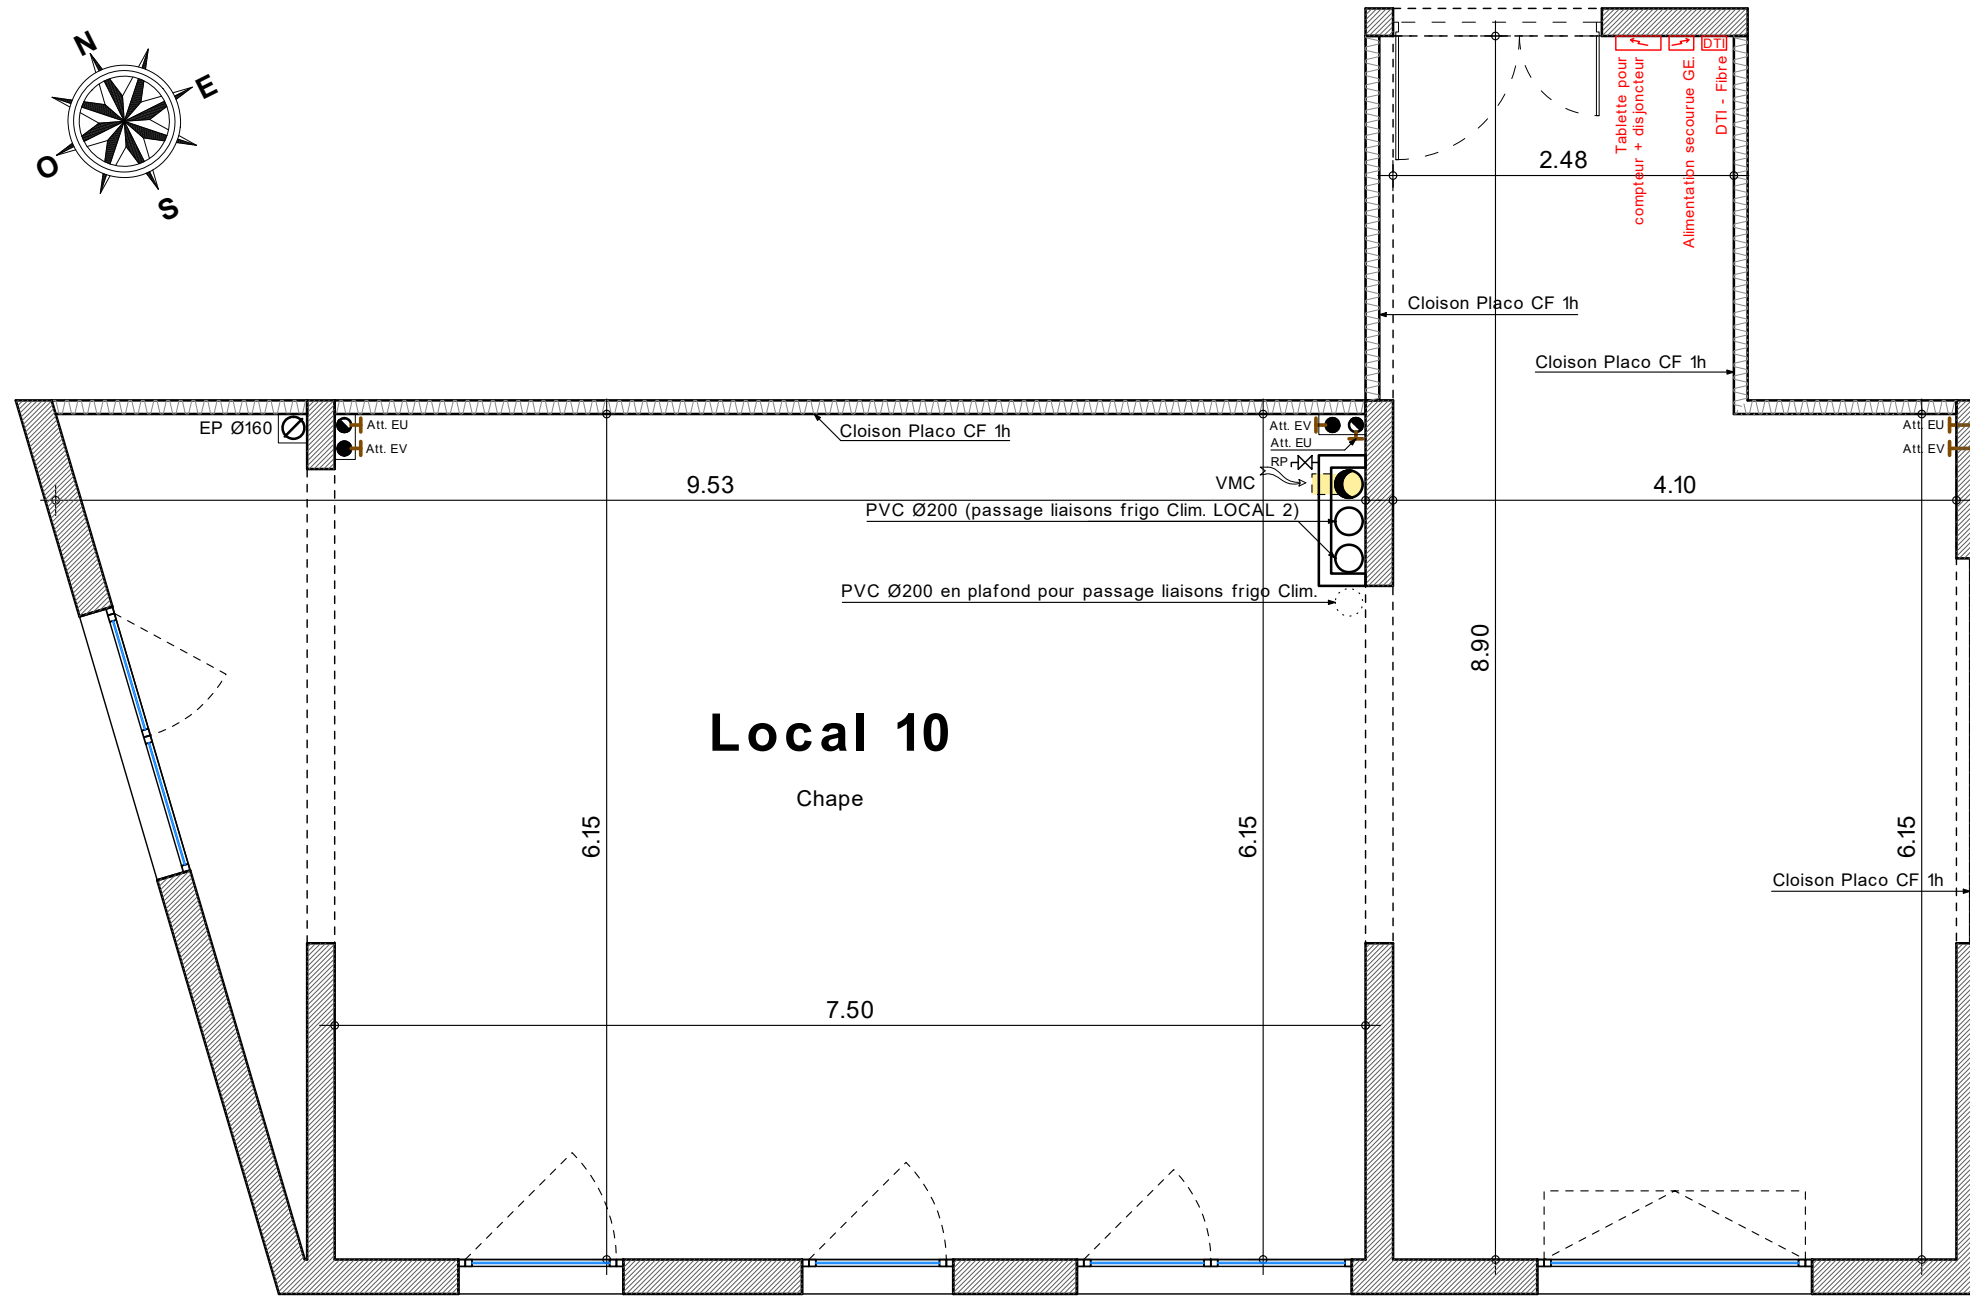 N
E
O
S
DTI
Tablette pour
compteur + disjoncteur
Alimentation secourue GE.
DTI - Fibre
2.48
Cloison Placo CF 1h
Cloison Placo CF 1h
EP Ø160
Att. EU
Att. EV
Cloison Placo CF 1h
Att. EV
Att. EU
RP
VMC
Att. EU
Att. EV
9.53
4.10
PVC Ø200 (passage liaisons frigo Clim. LOCAL 2)
PVC Ø200 en plafond pour passage liaisons frigo Clim.
8.90
Local 10
Chape
6.15
6.15
6.15
Cloison Placo CF 1h
7.50